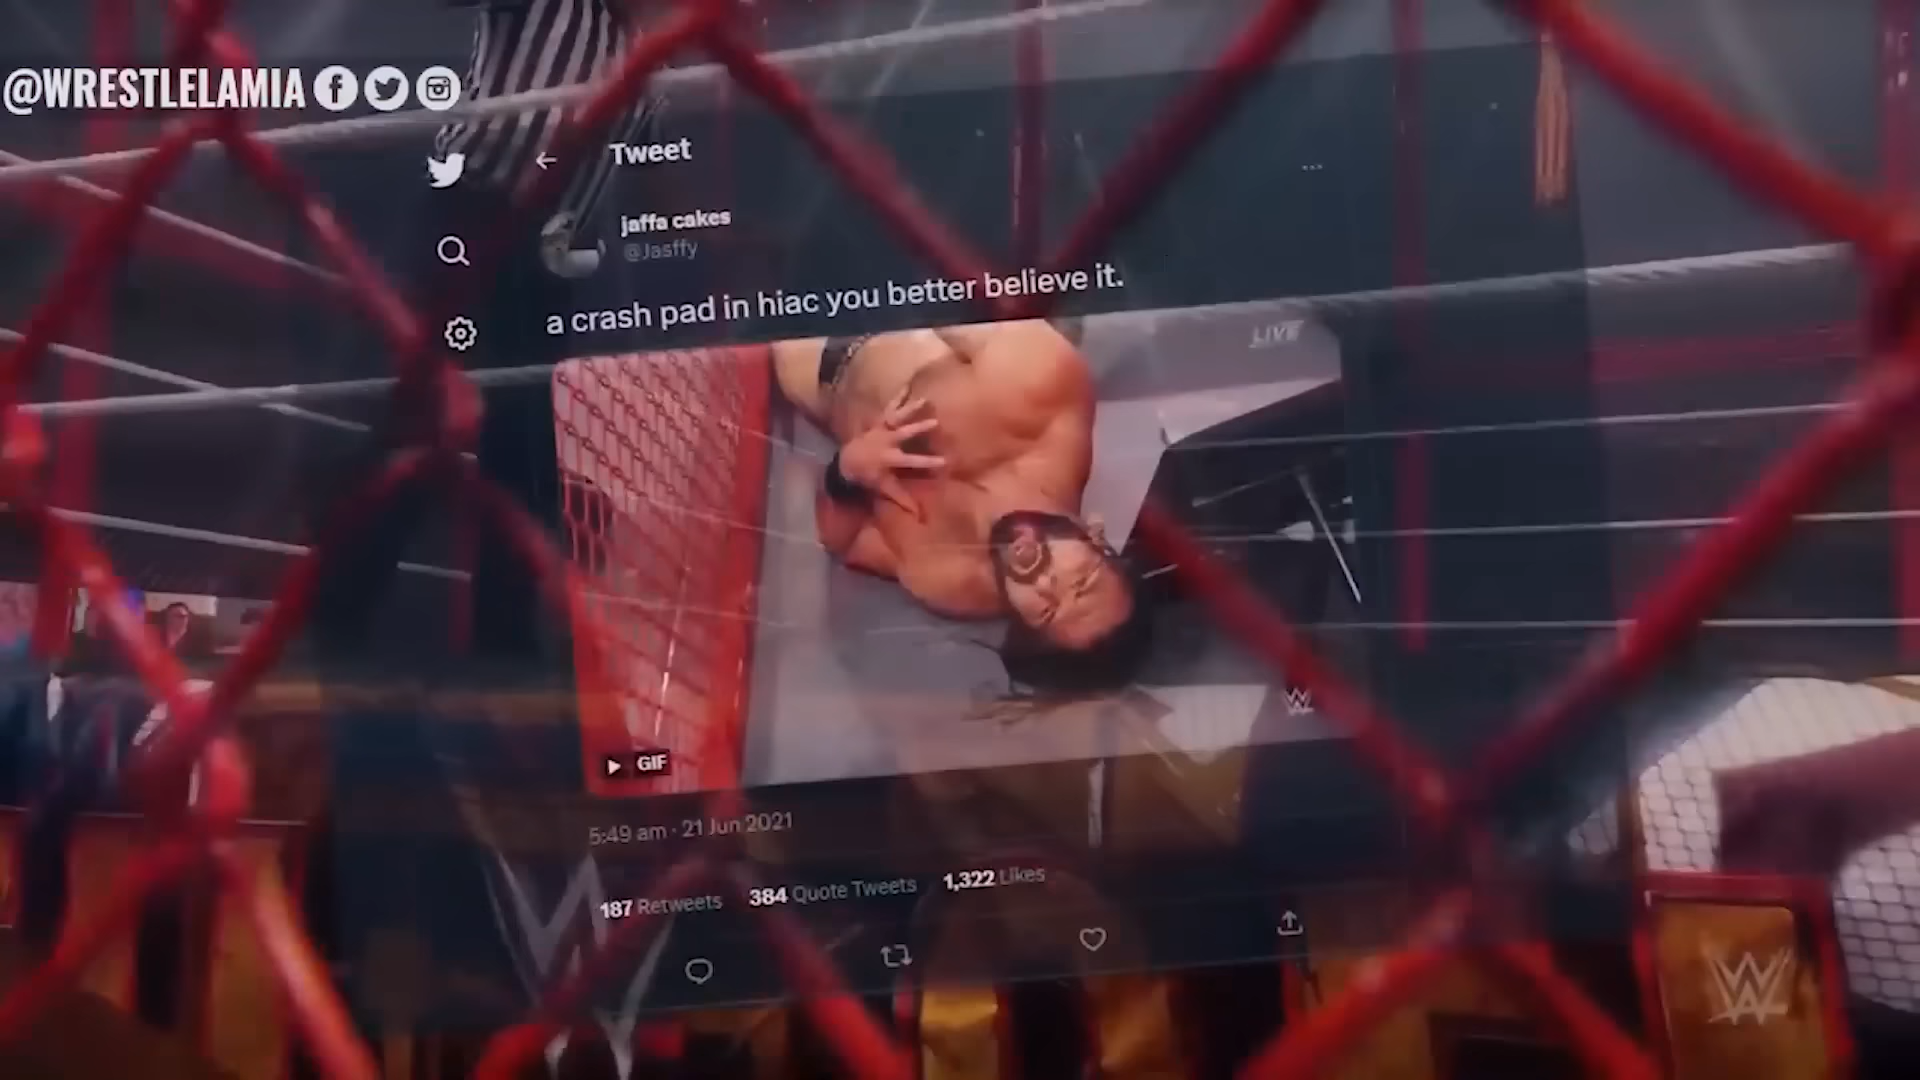 @WRESTLELAMIA
Tweet
jaffa cakes
@Jasffy
a crash pad in hiac you better believe it.
LIVE
GIF
5:49 am · 21 Jun 2021
187 Retweets 384 Quote Tweets 1,322 Likes